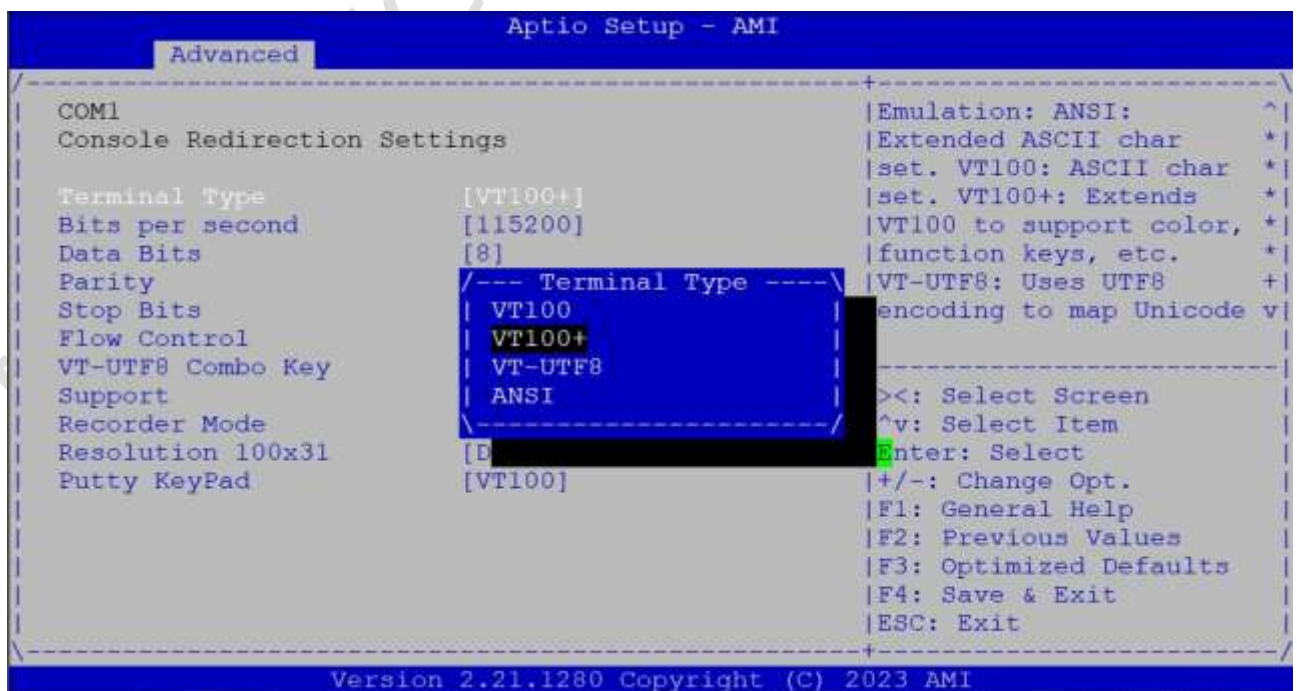 Aptio Setup - AMI
Advanced
COM1
Console Redirection Settings
Terminal Type [VT100+]
Bits per second [115200]
Data Bits [8]
Parity
Stop Bits
Flow Control
VT-UTF8 Combo Key
Support
Recorder Mode
Resolution 100x31 [D
Putty KeyPad [VT100]
--- Terminal Type ----
VT100
VT100+
VT-UTF8
ANSI
Emulation: ANSI: ^
Extended ASCII char *
set. VT100: ASCII char *
set. VT100+: Extends *
VT100 to support color, *
function keys, etc. *
VT-UTF8: Uses UTF8 +
encoding to map Unicode v
><: Select Screen
^v: Select Item
Enter: Select
+/-: Change Opt.
F1: General Help
F2: Previous Values
F3: Optimized Defaults
F4: Save & Exit
ESC: Exit
Version 2.21.1280 Copyright (C) 2023 AMI